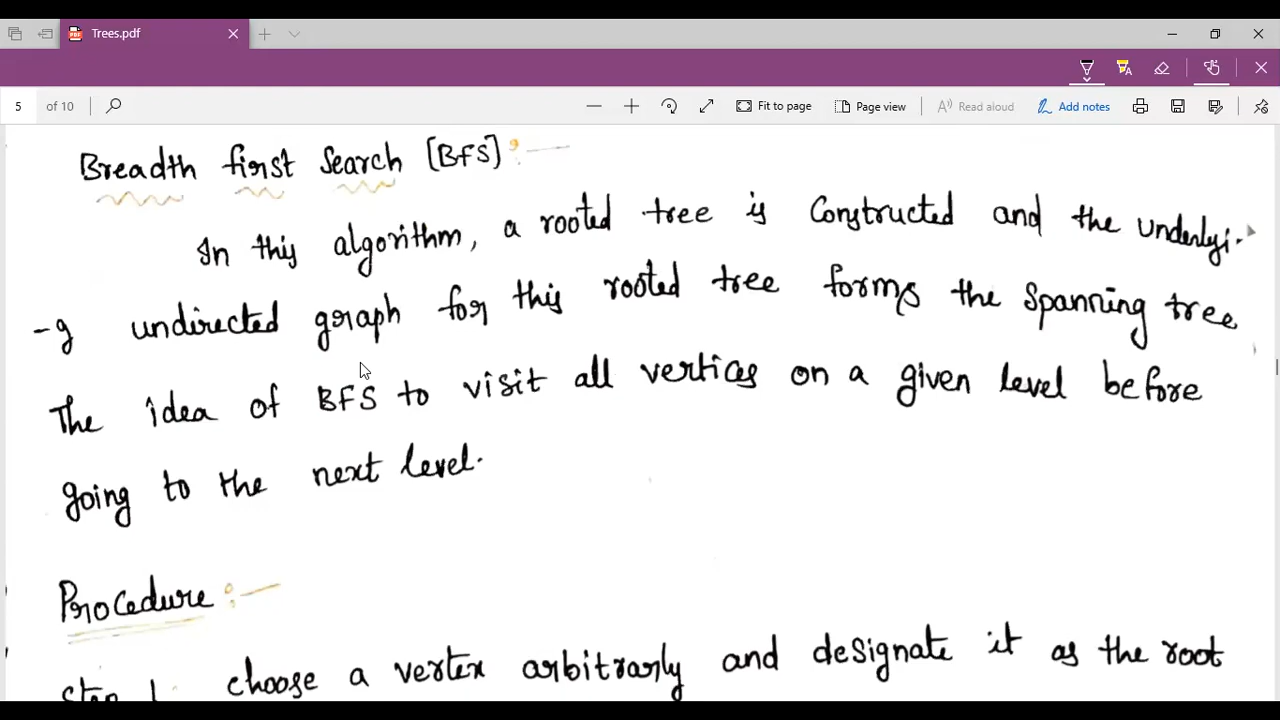 Trees.pdf
5 of 10 Fit to page Page view Read aloud Add notes
Breadth first Search [BFS] :-
In this algorithm, a rooted tree is Constructed and the underlyi.
-g undirected graph for this rooted tree forms the Spanning tree
The idea of BFS to visit all vertices on a given level before
going to the next level.
Procedure :-
Step 1: choose a vertex arbitrarly and designate it as the root